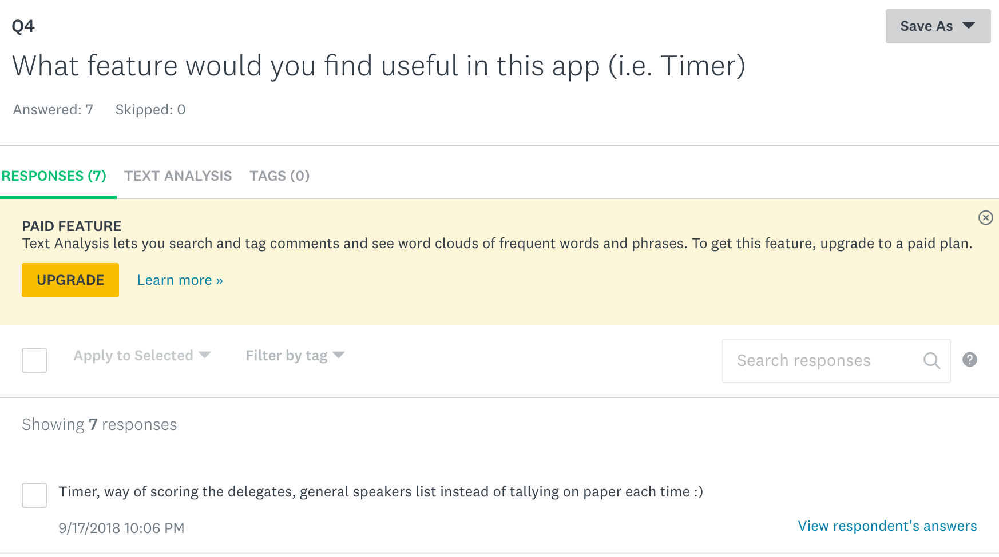 Q4
Save As
What feature would you find useful in this app (i.e. Timer)
Answered: 7 Skipped: 0
RESPONSES (7) TEXT ANALYSIS TAGS (0)
PAID FEATURE
Text Analysis lets you search and tag comments and see word clouds of frequent words and phrases. To get this feature, upgrade to a paid plan.
UPGRADE Learn more »
Apply to Selected Filter by tag Search responses ?
Showing 7 responses
Timer, way of scoring the delegates, general speakers list instead of tallying on paper each time :)
9/17/2018 10:06 PM View respondent's answers